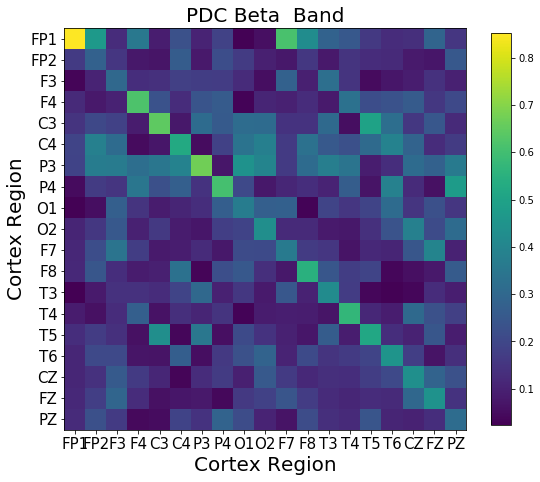 PDC Beta  Band
FP1
FP2
F3
F4
C3
C4
P3
P4
O1
O2
F7
F8
T3
T4
T5
T6
CZ
FZ
PZ
Cortex Region
FP1 FP2 F3 F4 C3 C4 P3 P4 O1 O2 F7 F8 T3 T4 T5 T6 CZ FZ PZ
Cortex Region
0.8
0.7
0.6
0.5
0.4
0.3
0.2
0.1